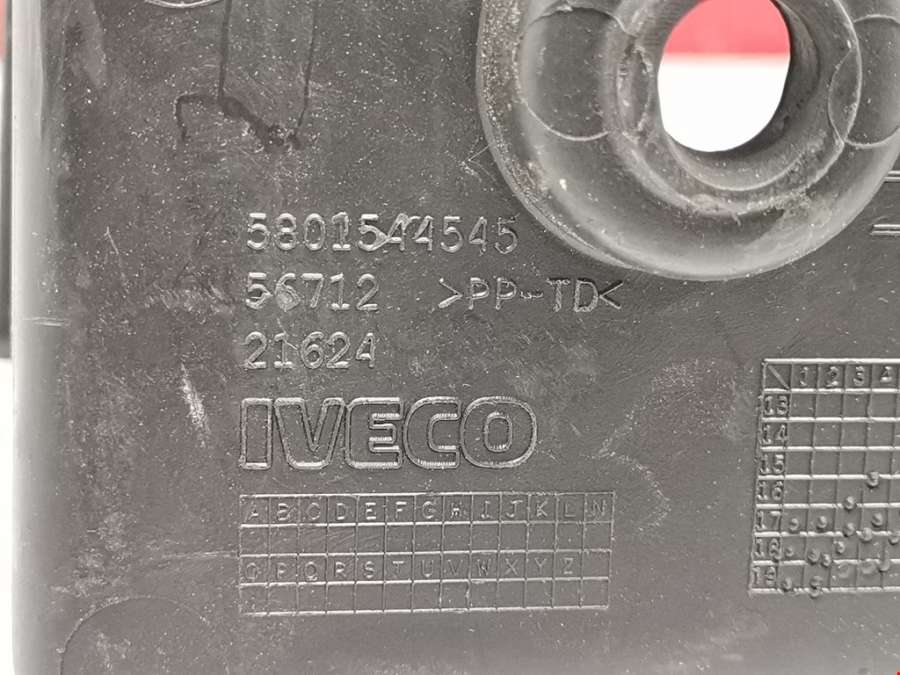 5801544545
56712 >PP-TD<
21624
IVECO
A B C D E F G H I J K L N
O P Q R S T U V W X Y Z
1 2 3 4
13
14
15
16
17
18
19